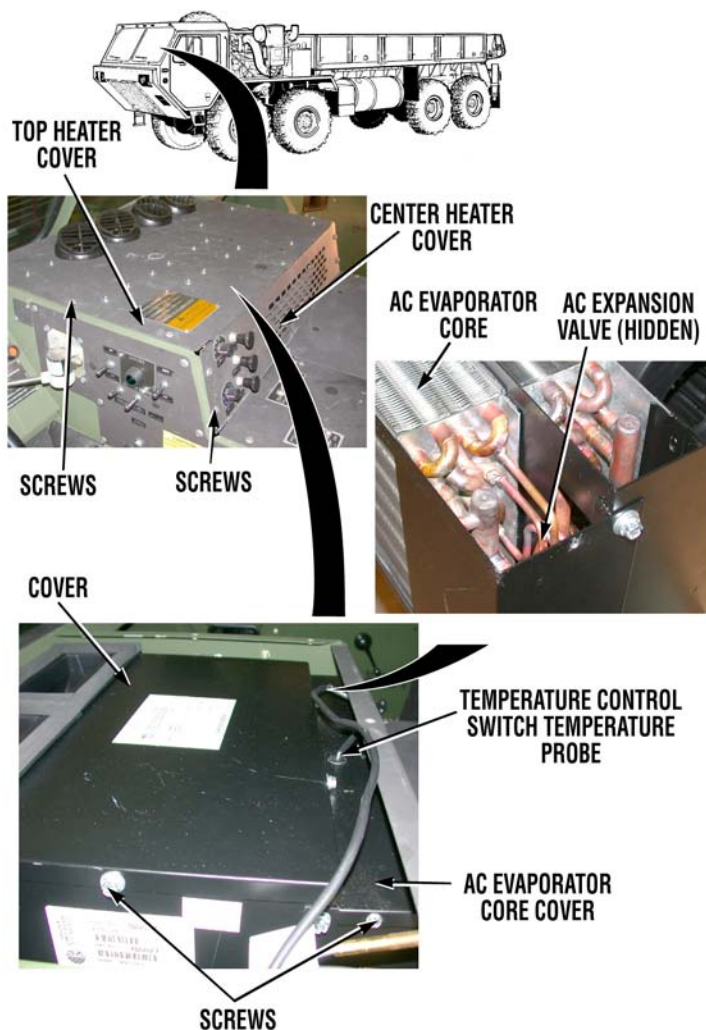 TOP HEATER
COVER
CENTER HEATER
COVER
AC EVAPORATOR
CORE
AC EXPANSION
VALVE (HIDDEN)
SCREWS
SCREWS
COVER
TEMPERATURE CONTROL
SWITCH TEMPERATURE
PROBE
AC EVAPORATOR
CORE COVER
SCREWS